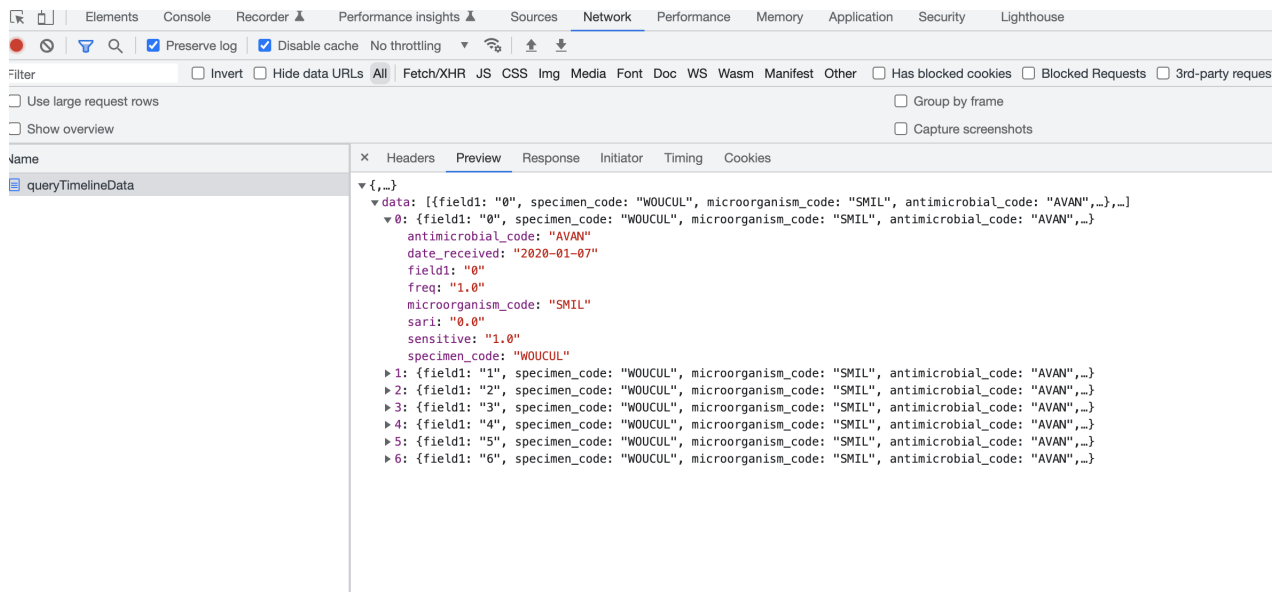 Elements Console Recorder Performance insights Sources Network Performance Memory Application Security Lighthouse
Preserve log Disable cache No throttling
Filter Invert Hide data URLs All Fetch/XHR JS CSS Img Media Font Doc WS Wasm Manifest Other Has blocked cookies Blocked Requests 3rd-party reques
Use large request rows Group by frame
Show overview Capture screenshots
Name × Headers Preview Response Initiator Timing Cookies
queryTimelineData
{,…}
data: [{field1: "0", specimen_code: "WOUCUL", microorganism_code: "SMIL", antimicrobial_code: "AVAN",…},…]
0: {field1: "0", specimen_code: "WOUCUL", microorganism_code: "SMIL", antimicrobial_code: "AVAN",…}
antimicrobial_code: "AVAN"
date_received: "2020-01-07"
field1: "0"
freq: "1.0"
microorganism_code: "SMIL"
sari: "0.0"
sensitive: "1.0"
specimen_code: "WOUCUL"
1: {field1: "1", specimen_code: "WOUCUL", microorganism_code: "SMIL", antimicrobial_code: "AVAN",…}
2: {field1: "2", specimen_code: "WOUCUL", microorganism_code: "SMIL", antimicrobial_code: "AVAN",…}
3: {field1: "3", specimen_code: "WOUCUL", microorganism_code: "SMIL", antimicrobial_code: "AVAN",…}
4: {field1: "4", specimen_code: "WOUCUL", microorganism_code: "SMIL", antimicrobial_code: "AVAN",…}
5: {field1: "5", specimen_code: "WOUCUL", microorganism_code: "SMIL", antimicrobial_code: "AVAN",…}
6: {field1: "6", specimen_code: "WOUCUL", microorganism_code: "SMIL", antimicrobial_code: "AVAN",…}